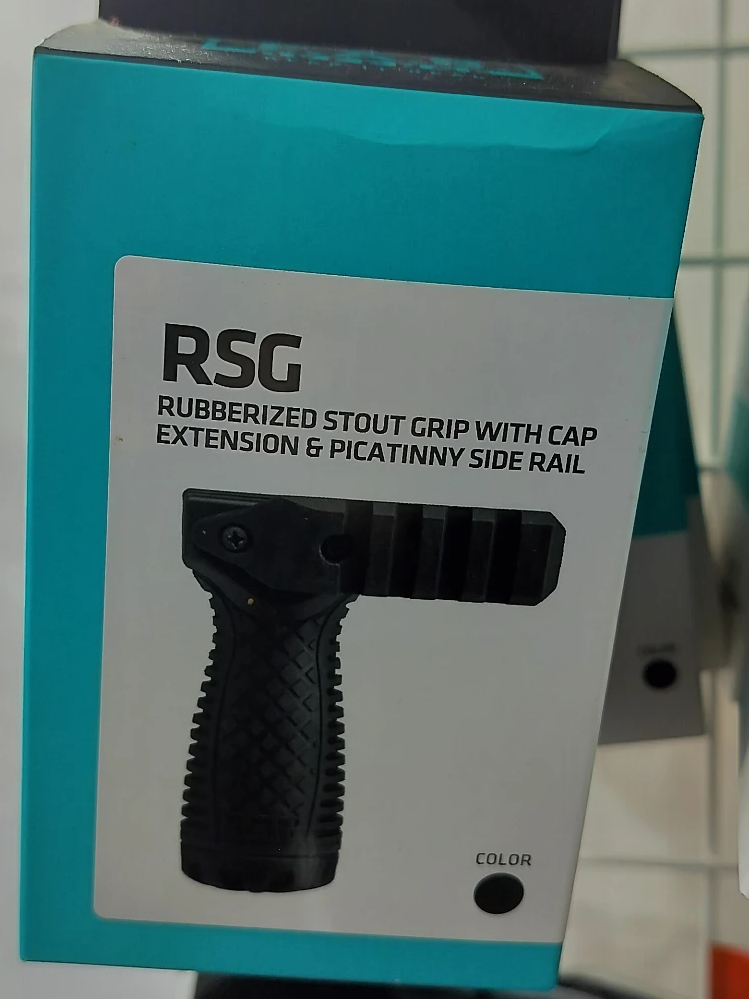 RSG
RUBBERIZED STOUT GRIP WITH CAP
EXTENSION & PICATINNY SIDE RAIL
COLOR